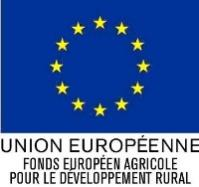 UNION EUROPÉENNE
FONDS EUROPÉEN AGRICOLE
POUR LE DÉVELOPPEMENT RURAL